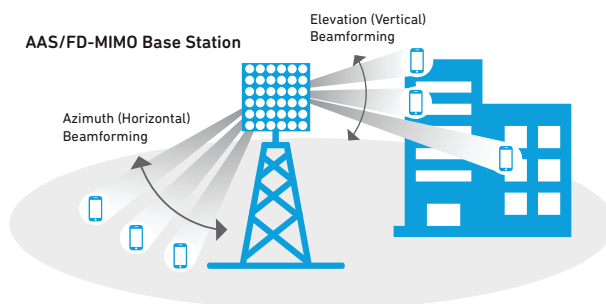 Elevation (Vertical)
Beamforming
AAS/FD-MIMO Base Station
Azimuth (Horizontal)
Beamforming